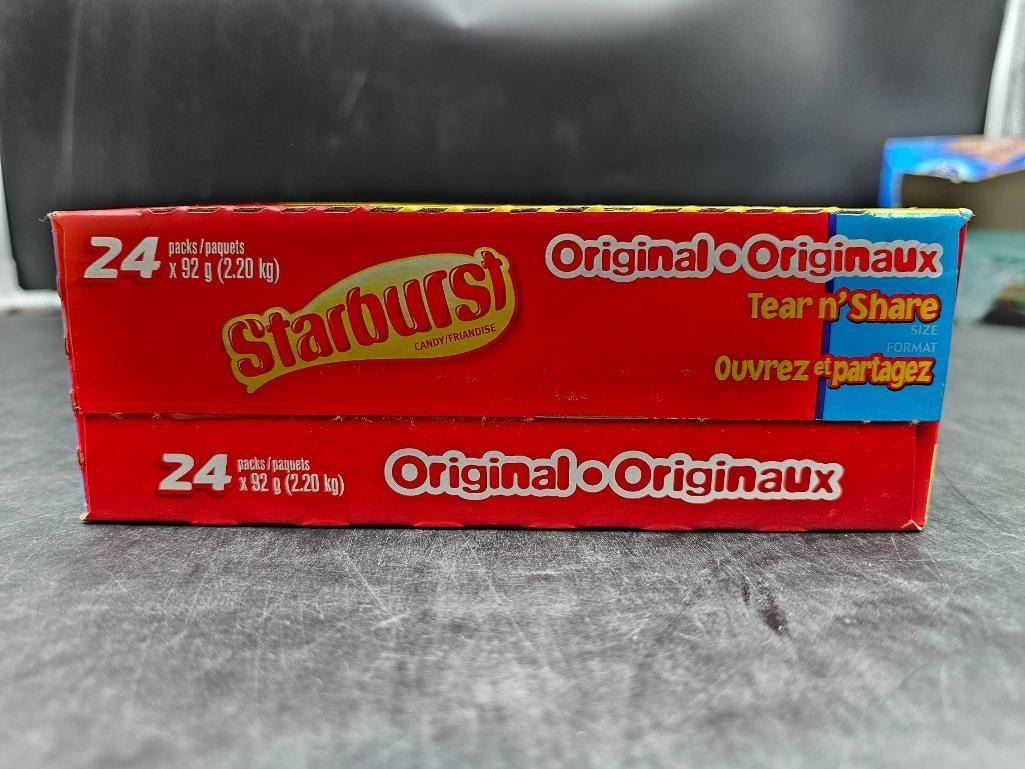 24 packs/paquets
x 92 g (2.20 kg)
Starburst
CANDY/FRIANDISE
Original • Originaux
Tear n' Share
SIZE
FORMAT
Ouvrez et partagez
24 packs/paquets
x 92 g (2.20 kg)
Original • Originaux